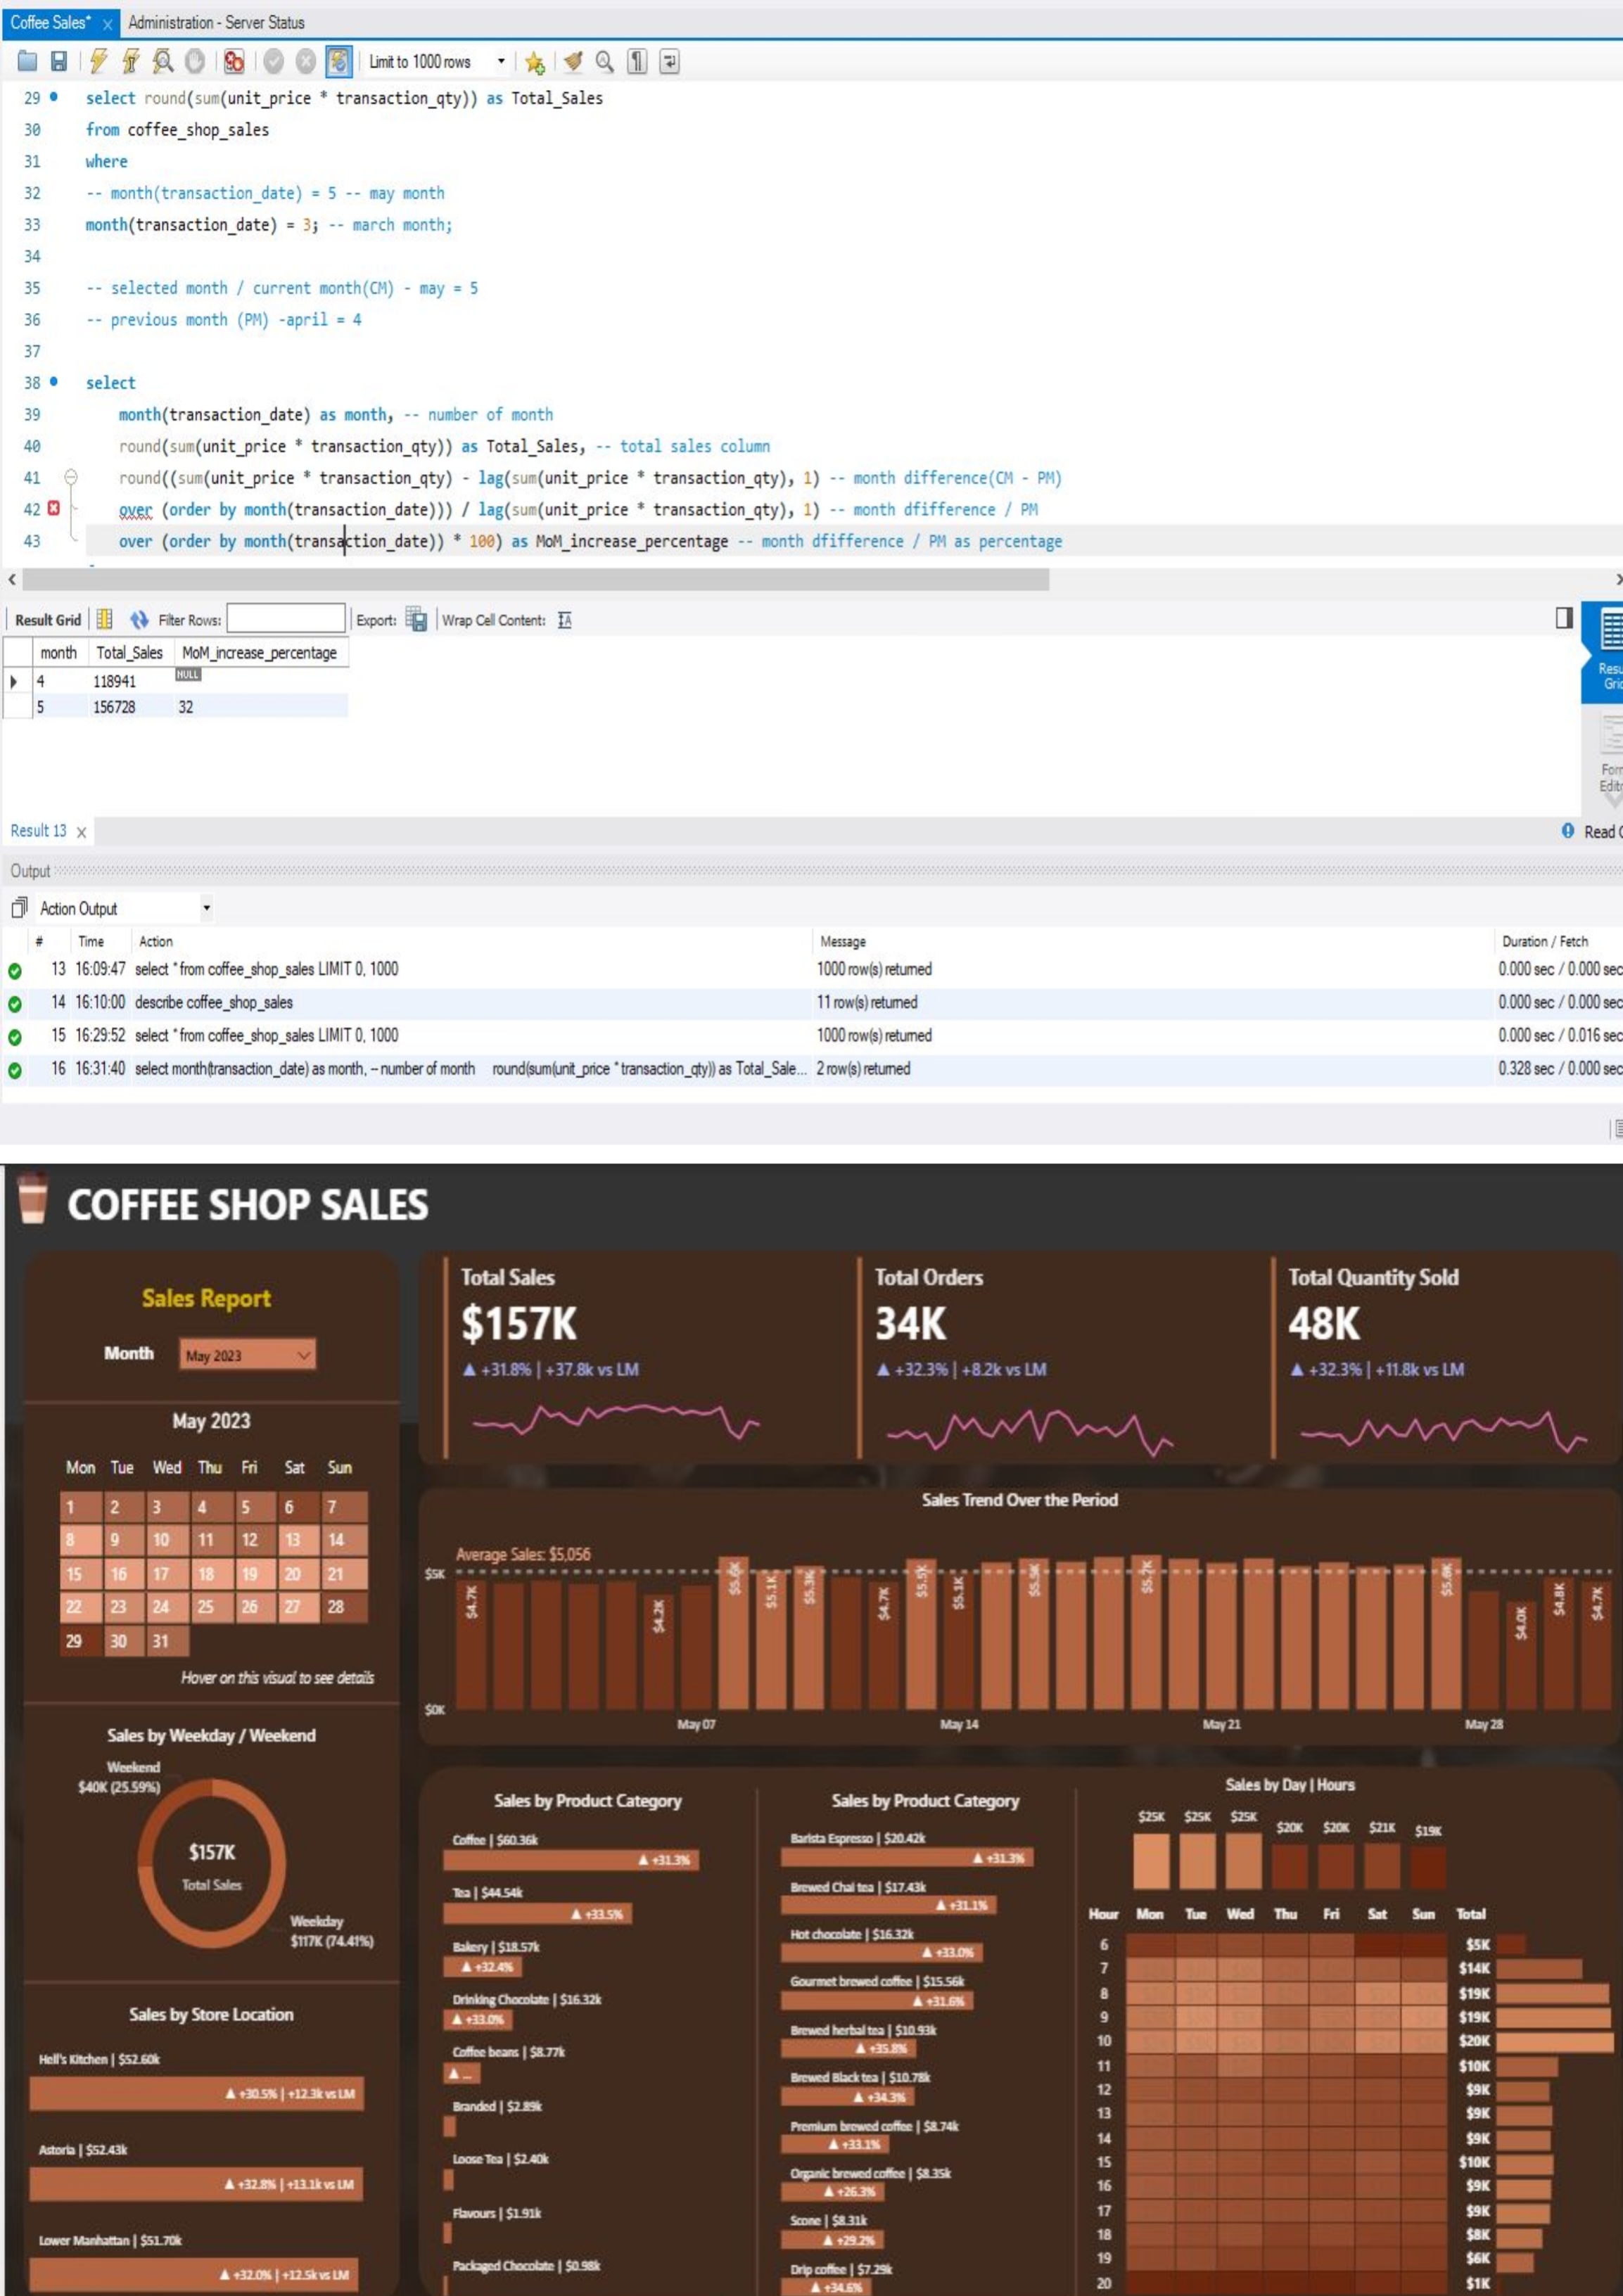 Coffee Sales* x Administration - Server Status
Limit to 1000 rows
29 select round(sum(unit_price * transaction_qty)) as Total_Sales
30 from coffee_shop_sales
31 where
32 -- month(transaction_date) = 5 -- may month
33 month(transaction_date) = 3; -- march month;
34
35 -- selected month / current month(CM) - may = 5
36 -- previous month (PM) -april = 4
37
38 select
39 month(transaction_date) as month, -- number of month
40 round(sum(unit_price * transaction_qty)) as Total_Sales, -- total sales column
41 round((sum(unit_price * transaction_qty) - lag(sum(unit_price * transaction_qty), 1) -- month difference(CM - PM)
42 over (order by month(transaction_date))) / lag(sum(unit_price * transaction_qty), 1) -- month dfifference / PM
43 over (order by month(transaction_date)) * 100) as MoM_increase_percentage -- month dfifference / PM as percentage
Result Grid Filter Rows: Export: Wrap Cell Content: IA
month Total_Sales MoM_increase_percentage
4 118941 NULL
5 156728 32
Resu
Grid
Form
Edito
Result 13 x Read O
Output
Action Output
# Time Action Message Duration / Fetch
13 16:09:47 select * from coffee_shop_sales LIMIT 0, 1000 1000 row(s) returned 0.000 sec / 0.000 sec
14 16:10:00 describe coffee_shop_sales 11 row(s) returned 0.000 sec / 0.000 sec
15 16:29:52 select * from coffee_shop_sales LIMIT 0, 1000 1000 row(s) returned 0.000 sec / 0.016 sec
16 16:31:40 select month(transaction_date) as month, -- number of month round(sum(unit_price * transaction_qty)) as Total_Sale... 2 row(s) returned 0.328 sec / 0.000 sec
COFFEE SHOP SALES
Sales Report
Month May 2023
May 2023
Mon Tue Wed Thu Fri Sat Sun
1 2 3 4 5 6 7
8 9 10 11 12 13 14
15 16 17 18 19 20 21
22 23 24 25 26 27 28
29 30 31
Hover on this visual to see details
Total Sales
$157K
▲ +31.8% | +37.8k vs LM
Total Orders
34K
▲ +32.3% | +8.2k vs LM
Total Quantity Sold
48K
▲ +32.3% | +11.8k vs LM
Sales Trend Over the Period
Average Sales: $5,056
$5K
$4.7K $4.2K $5.6K $5.1K $5.3K $4.7K $5.5K $5.1K $5.5K $5.7K $5.6K $4.0K $4.8K $4.7K
$0K
May 07 May 14 May 21 May 28
Sales by Weekday / Weekend
Weekend
$40K (25.59%)
$157K
Total Sales
Weekday
$117K (74.41%)
Sales by Store Location
Hell's Kitchen | $52.60k
▲ +30.5% | +12.3k vs LM
Astoria | $52.43k
▲ +32.8% | +13.1k vs LM
Lower Manhattan | $51.70k
▲ +32.0% | +12.5k vs LM
Sales by Product Category
Coffee | $60.36k
▲ +31.3%
Tea | $44.54k
▲ +33.5%
Bakery | $18.57k
▲ +32.4%
Drinking Chocolate | $16.32k
▲ +33.0%
Coffee beans | $8.77k
▲ ...
Branded | $2.89k
Loose Tea | $2.40k
Flavours | $1.91k
Packaged Chocolate | $0.98k
Sales by Product Category
Barista Espresso | $20.42k
▲ +31.3%
Brewed Chai tea | $17.43k
▲ +31.1%
Hot chocolate | $16.32k
▲ +33.0%
Gourmet brewed coffee | $15.56k
▲ +31.6%
Brewed herbal tea | $10.93k
▲ +35.8%
Brewed Black tea | $10.78k
▲ +34.3%
Premium brewed coffee | $8.74k
▲ +33.1%
Organic brewed coffee | $8.35k
▲ +26.3%
Scone | $8.31k
▲ +29.2%
Drip coffee | $7.29k
▲ +34.6%
Sales by Day | Hours
$25K $25K $25K $20K $20K $21K $19K
Hour Mon Tue Wed Thu Fri Sat Sun Total
6 $5K
7 $14K
8 $19K
9 $19K
10 $20K
11 $10K
12 $9K
13 $9K
14 $9K
15 $10K
16 $9K
17 $9K
18 $8K
19 $6K
20 $1K